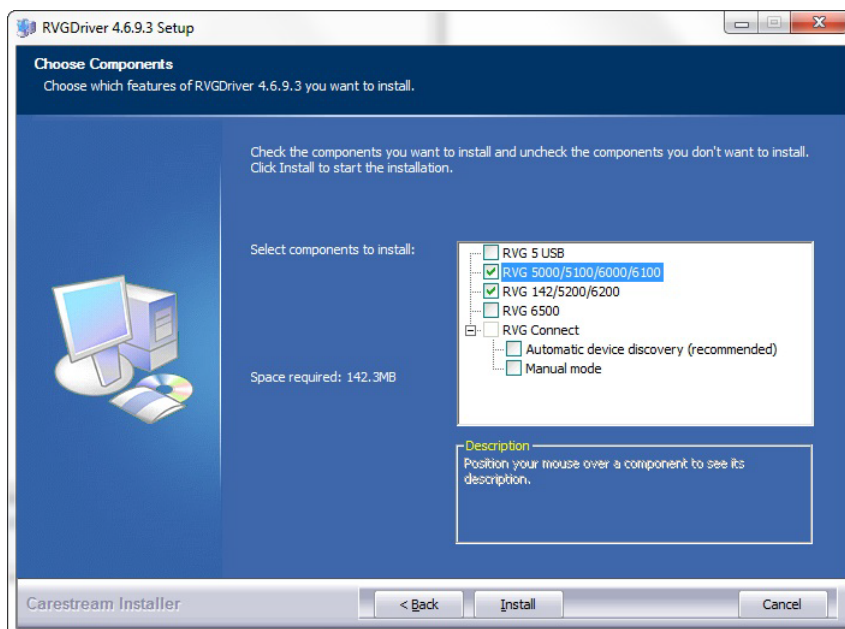 RVGDriver 4.6.9.3 Setup
Choose Components
Choose which features of RVGDriver 4.6.9.3 you want to install.
Check the components you want to install and uncheck the components you don't want to install.
Click Install to start the installation.
Select components to install:
RVG 5 USB
RVG 5000/5100/6000/6100
RVG 142/5200/6200
RVG 6500
RVG Connect
Automatic device discovery (recommended)
Manual mode
Space required: 142.3MB
Description
Position your mouse over a component to see its
description.
Carestream Installer
< Back
Install
Cancel